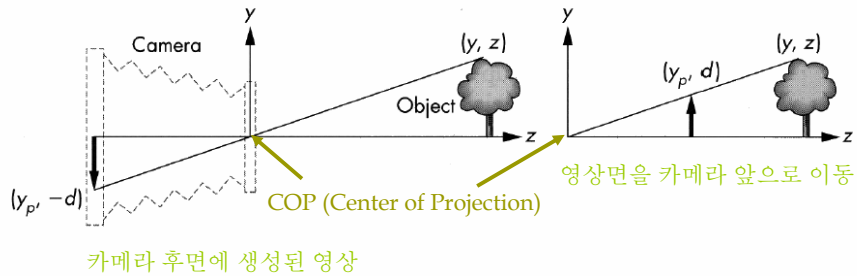 y
Camera
(y, z)
Object
z
(yₚ, −d)
카메라 후면에 생성된 영상
COP (Center of Projection)
y
(y, z)
(yₚ, d)
z
영상면을 카메라 앞으로 이동